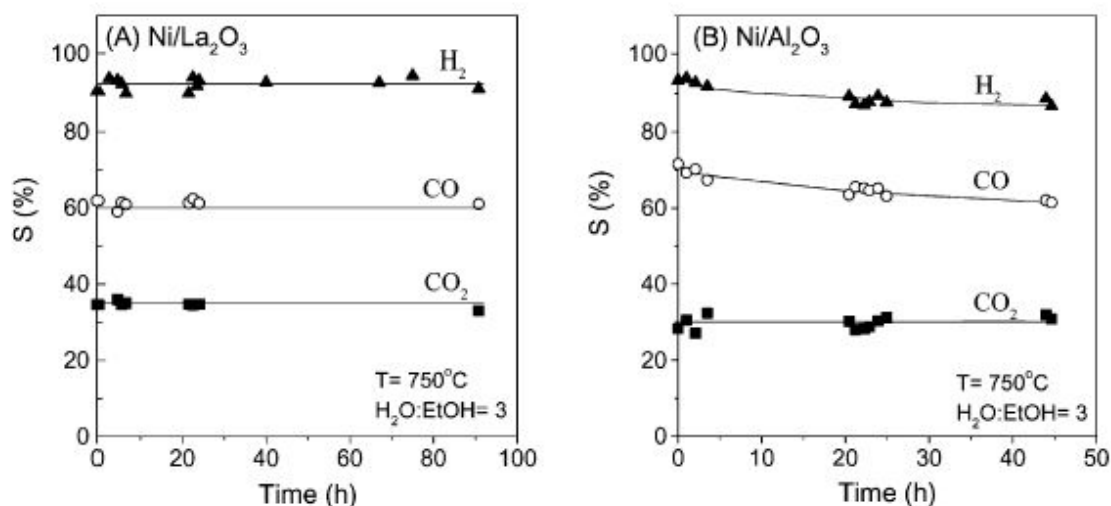 (A) Ni/La₂O₃
H₂
CO
CO₂
T= 750°C
H₂O:EtOH= 3
S (%)
100
80
60
40
20
0
0 20 40 60 80 100
Time (h)
(B) Ni/Al₂O₃
H₂
CO
CO₂
T= 750°C
H₂O:EtOH= 3
S (%)
100
80
60
40
20
0
0 10 20 30 40 50
Time (h)